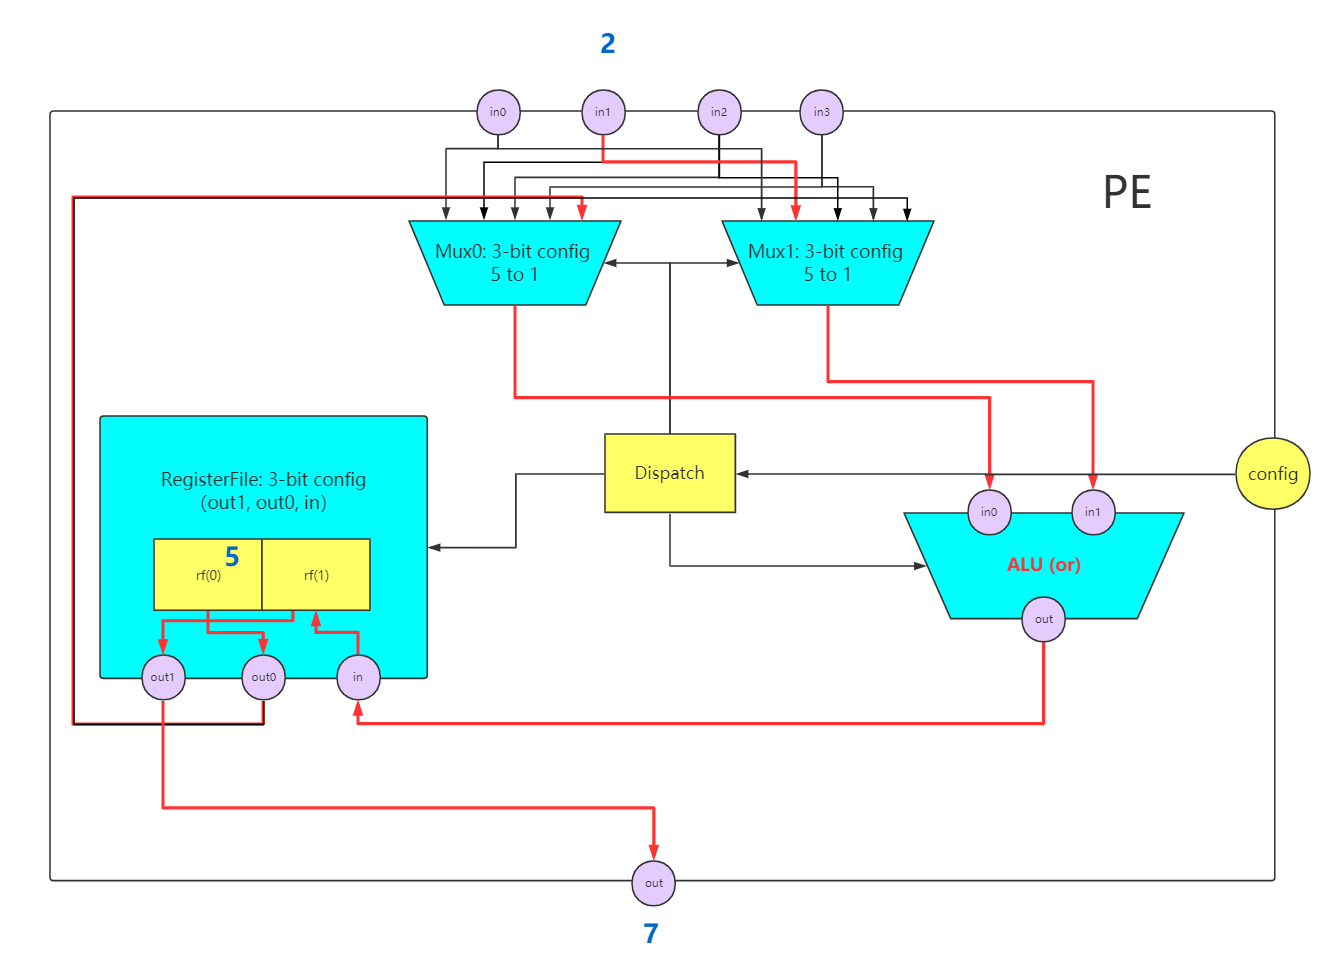 2
in0
in1
in2
in3
PE
Mux0: 3-bit config
5 to 1
Mux1: 3-bit config
5 to 1
RegisterFile: 3-bit config
(out1, out0, in)
Dispatch
config
in0
in1
5
rf(0)
rf(1)
ALU (or)
out
out1
out0
in
out
7